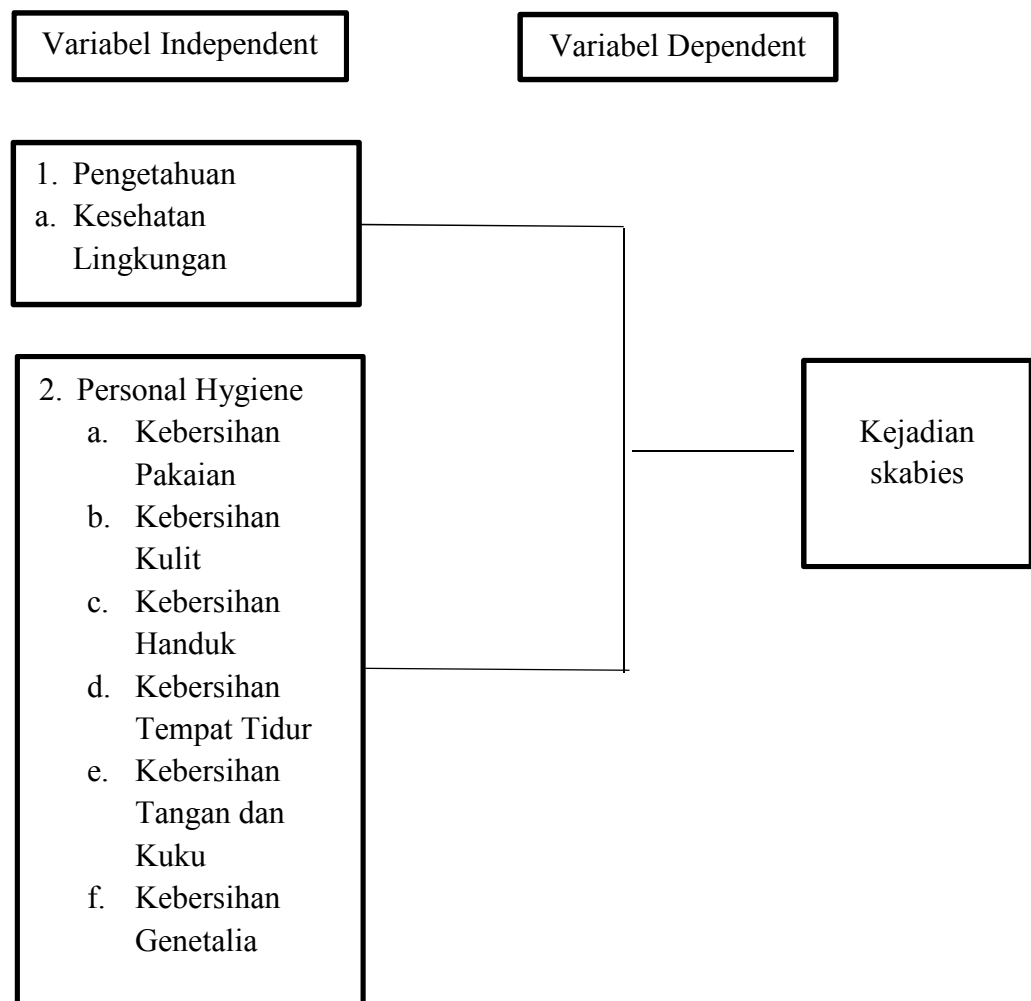 Variabel Independent
Variabel Dependent
1. Pengetahuan
a. Kesehatan
Lingkungan
2. Personal Hygiene
a. Kebersihan
Pakaian
b. Kebersihan
Kulit
c. Kebersihan
Handuk
d. Kebersihan
Tempat Tidur
e. Kebersihan
Tangan dan
Kuku
f. Kebersihan
Genetalia
Kejadian
skabies